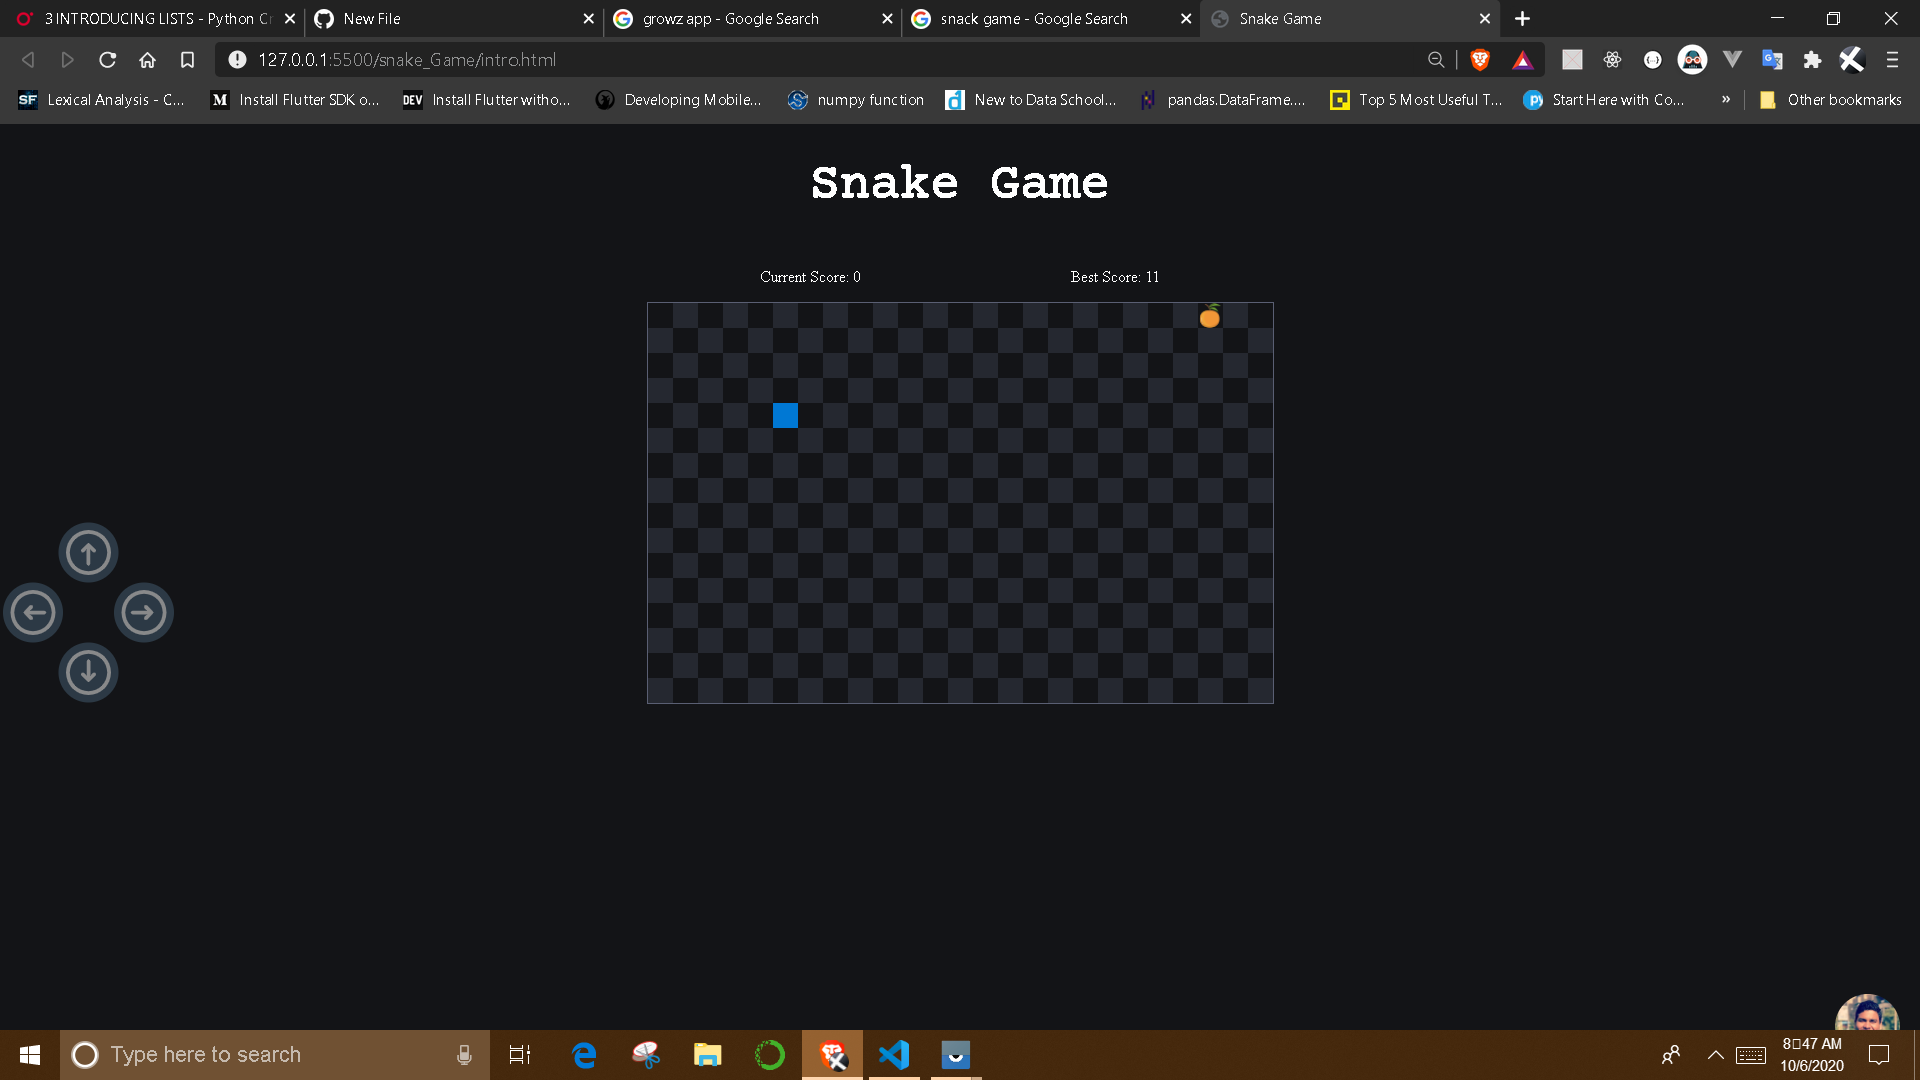 3 INTRODUCING LISTS - Python Cr
New File
growz app - Google Search
snack game - Google Search
Snake Game
127.0.0.1:5500/snake_Game/intro.html
SF Lexical Analysis - C...
M Install Flutter SDK o...
DEV Install Flutter witho...
Developing Mobile...
numpy function
d New to Data School...
pandas.DataFrame....
Top 5 Most Useful T...
Start Here with Co...
»
Other bookmarks
Snake Game
Current Score: 0
Best Score: 11
Type here to search
8▯47 AM
10/6/2020